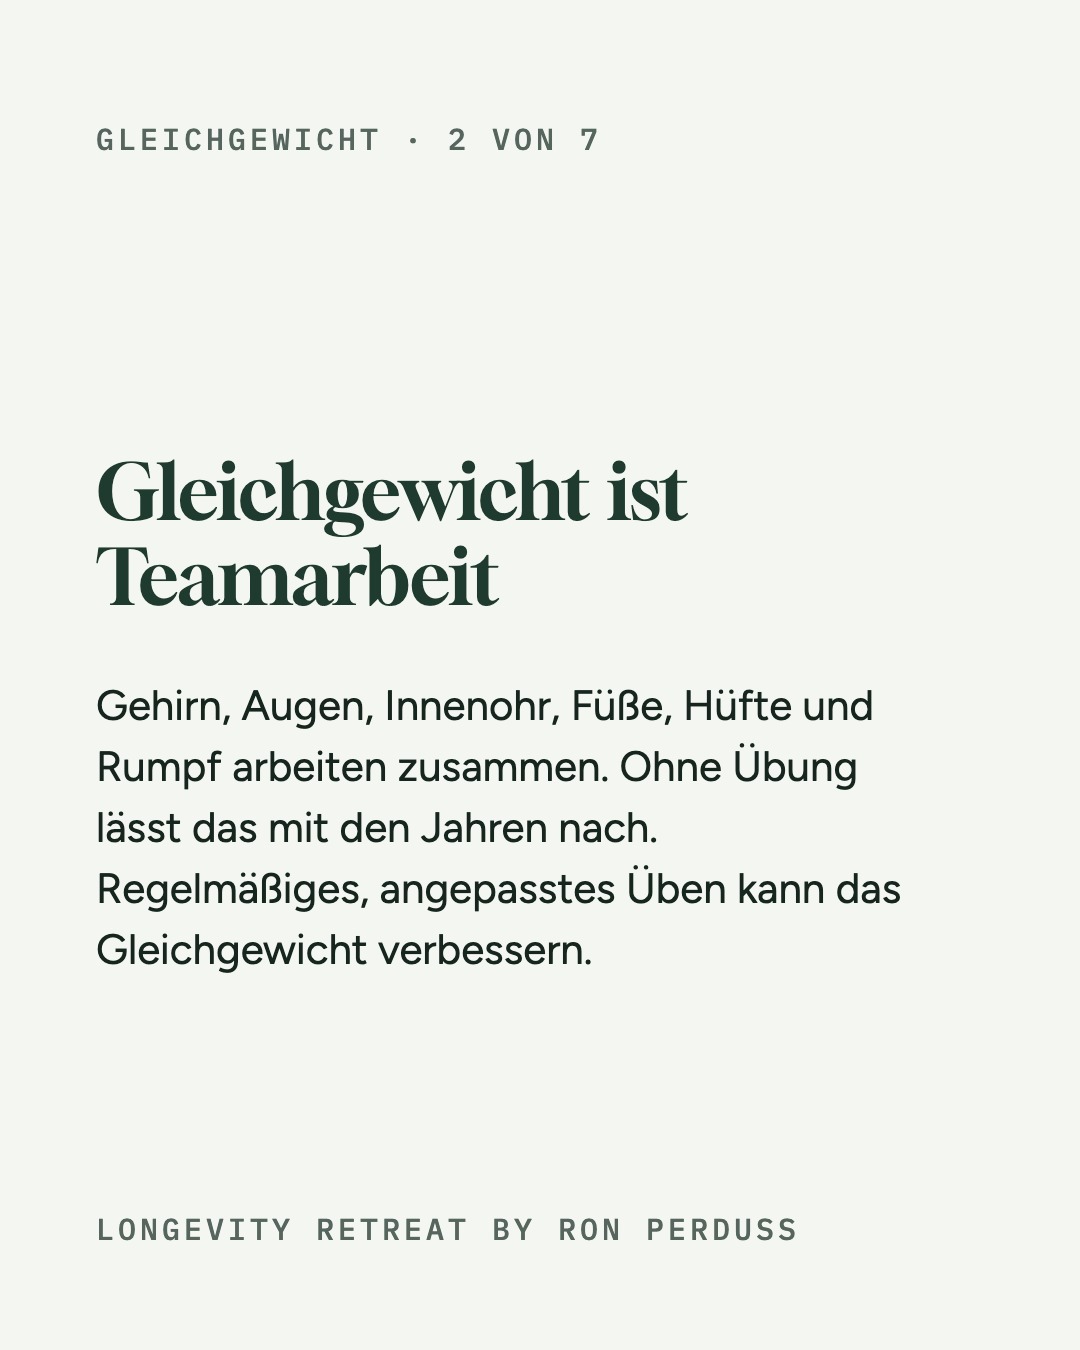 GLEICHGEWICHT · 2 VON 7
Gleichgewicht ist
Teamarbeit
Gehirn, Augen, Innenohr, Füße, Hüfte und
Rumpf arbeiten zusammen. Ohne Übung
lässt das mit den Jahren nach.
Regelmäßiges, angepasstes Üben kann das
Gleichgewicht verbessern.
LONGEVITY RETREAT BY RON PERDUSS